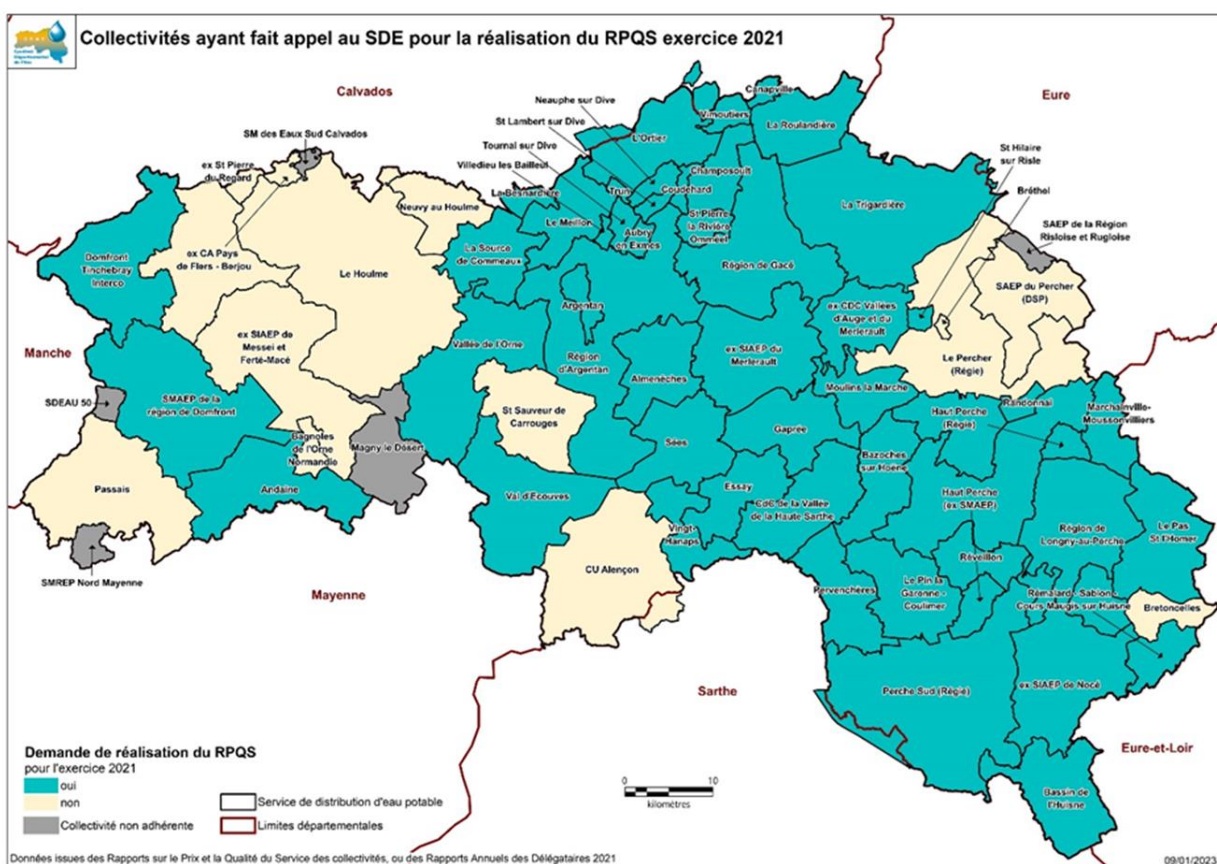 Collectivités ayant fait appel au SDE pour la réalisation du RPQS exercice 2021
Calvados
Eure
Manche
Mayenne
Sarthe
Eure-et-Loir
Neauphe sur Dive
St Lambert sur Dive
Tournai sur Dive
Villedieu les Bailleul
La Besnardière
SM des Eaux Sud Calvados
ex St Pierre
du Regard
Canapville
Vimoutiers
L'Ortier
La Roulandière
St Hilaire
sur Risle
Bréthel
SAEP de la Région
Risloise et Rugloise
Neuvy au Houlme
Trun
Coudehard
Champosoult
Le Meillon
Aubry
en Exmes
St Pierre
la Rivière
Ommeel
La Trigardière
Domfront
Tinchebray
Interco
ex CA Pays
de Flers - Berjou
Le Houlme
La Source
de Commeaux
Région de Gacé
SAEP du Percher
(DSP)
Argentan
ex CDC Vallées
d'Auge et du
Merlerault
ex SIAEP de
Messei et
Ferté-Macé
Vallée de l'Orne
Région
d'Argentan
ex SIAEP du
Merlerault
Le Percher
(Régie)
Almenèches
Moulins la Marche
SDEAU 50
SMAEP de la
région de Domfront
St Sauveur de
Carrouges
Haut Perche
(Régie)
Randonnai
Marchainville-
Moussonvilliers
Bagnoles
de l'Orne
Normandie
Magny le Désert
Sées
Gaprée
Bazoches
sur Hoëne
Passais
Andaine
Val d'Ecouves
Essay
CdC de la Vallée
de la Haute Sarthe
Haut Perche
(ex SMAEP)
Vingt-
Hanaps
Région de
Longny-au-Perche
Le Pas
St l'Homer
SMREP Nord Mayenne
CU Alençon
Réveillon
Pervenchères
Le Pin la
Garenne -
Coulimer
Rémalard - Sablons -
Cours Maugis sur Huisne
Bretoncelles
Perche Sud (Régie)
ex SIAEP de Nocé
Bassin de
l'Huisne
Demande de réalisation du RPQS
pour l'exercice 2021
oui
non
Collectivité non adhérente
Service de distribution d'eau potable
Limites départementales
0 10
kilomètres
Données issues des Rapports sur le Prix et la Qualité du Service des collectivités, ou des Rapports Annuels des Délégataires 2021
09/01/2023